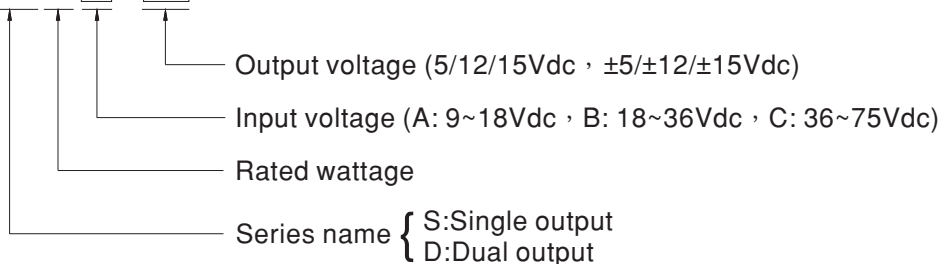 Output voltage (5/12/15Vdc，±5/±12/±15Vdc)
Input voltage (A: 9~18Vdc，B: 18~36Vdc，C: 36~75Vdc)
Rated wattage
Series name { S:Single output
D:Dual output